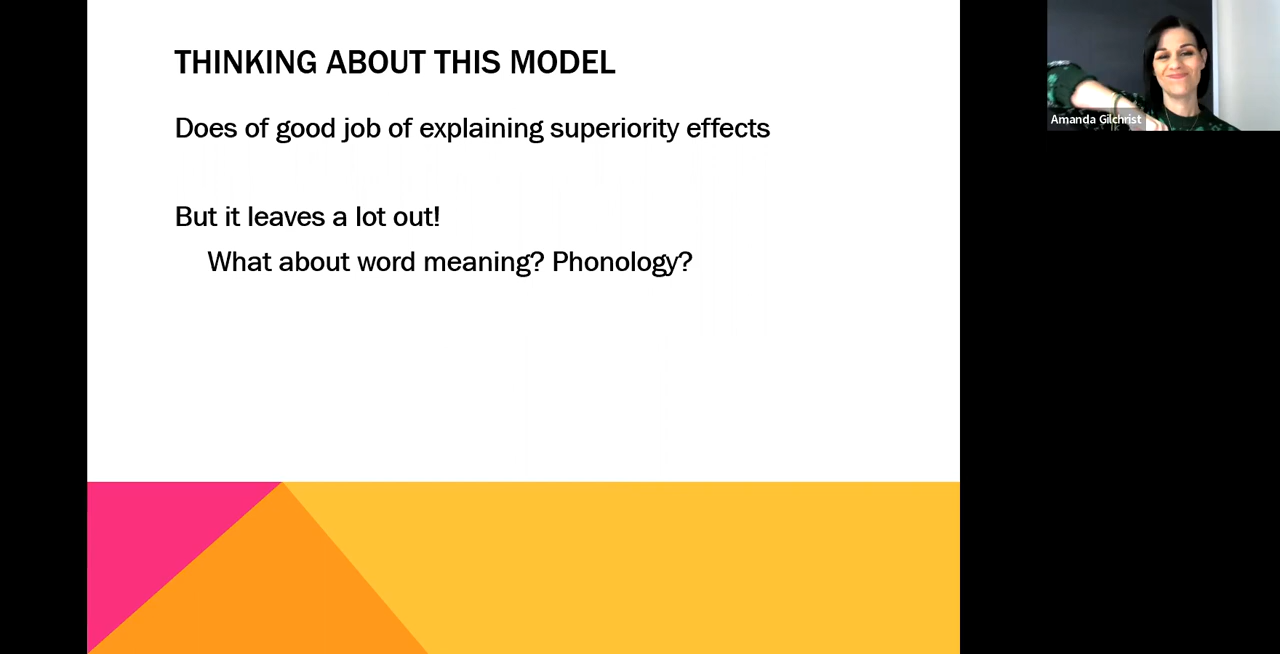 THINKING ABOUT THIS MODEL
Does of good job of explaining superiority effects
But it leaves a lot out!
What about word meaning? Phonology?
Amanda Gilchrist